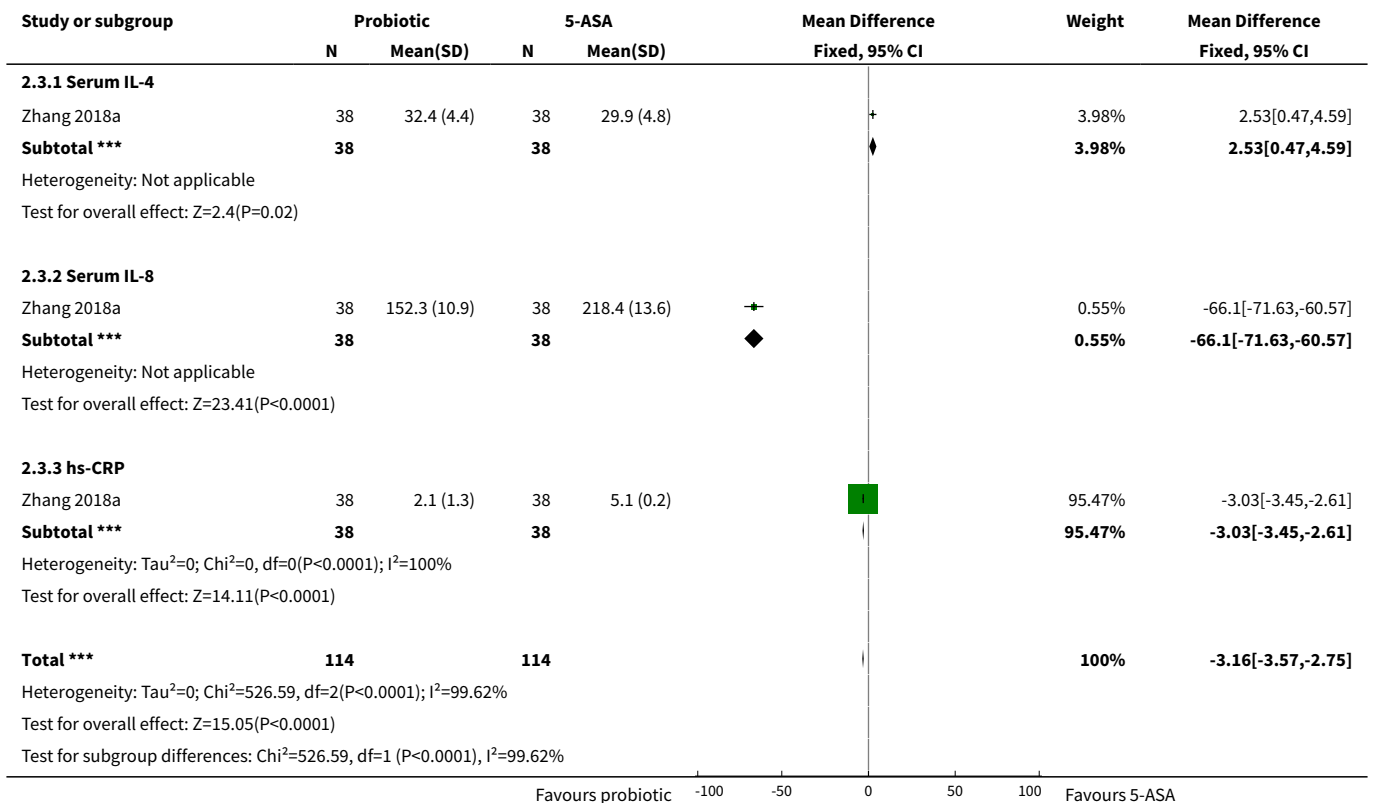 Study or subgroup Probiotic 5-ASA Mean Difference Weight Mean Difference
N Mean(SD) N Mean(SD) Fixed, 95% CI Fixed, 95% CI
2.3.1 Serum IL-4
Zhang 2018a 38 32.4 (4.4) 38 29.9 (4.8) 3.98% 2.53[0.47,4.59]
Subtotal *** 38 38 3.98% 2.53[0.47,4.59]
Heterogeneity: Not applicable
Test for overall effect: Z=2.4(P=0.02)
2.3.2 Serum IL-8
Zhang 2018a 38 152.3 (10.9) 38 218.4 (13.6) 0.55% -66.1[-71.63,-60.57]
Subtotal *** 38 38 0.55% -66.1[-71.63,-60.57]
Heterogeneity: Not applicable
Test for overall effect: Z=23.41(P<0.0001)
2.3.3 hs-CRP
Zhang 2018a 38 2.1 (1.3) 38 5.1 (0.2) 95.47% -3.03[-3.45,-2.61]
Subtotal *** 38 38 95.47% -3.03[-3.45,-2.61]
Heterogeneity: Tau²=0; Chi²=0, df=0(P<0.0001); I²=100%
Test for overall effect: Z=14.11(P<0.0001)
Total *** 114 114 100% -3.16[-3.57,-2.75]
Heterogeneity: Tau²=0; Chi²=526.59, df=2(P<0.0001); I²=99.62%
Test for overall effect: Z=15.05(P<0.0001)
Test for subgroup differences: Chi²=526.59, df=1 (P<0.0001), I²=99.62%
Favours probiotic -100 -50 0 50 100 Favours 5-ASA